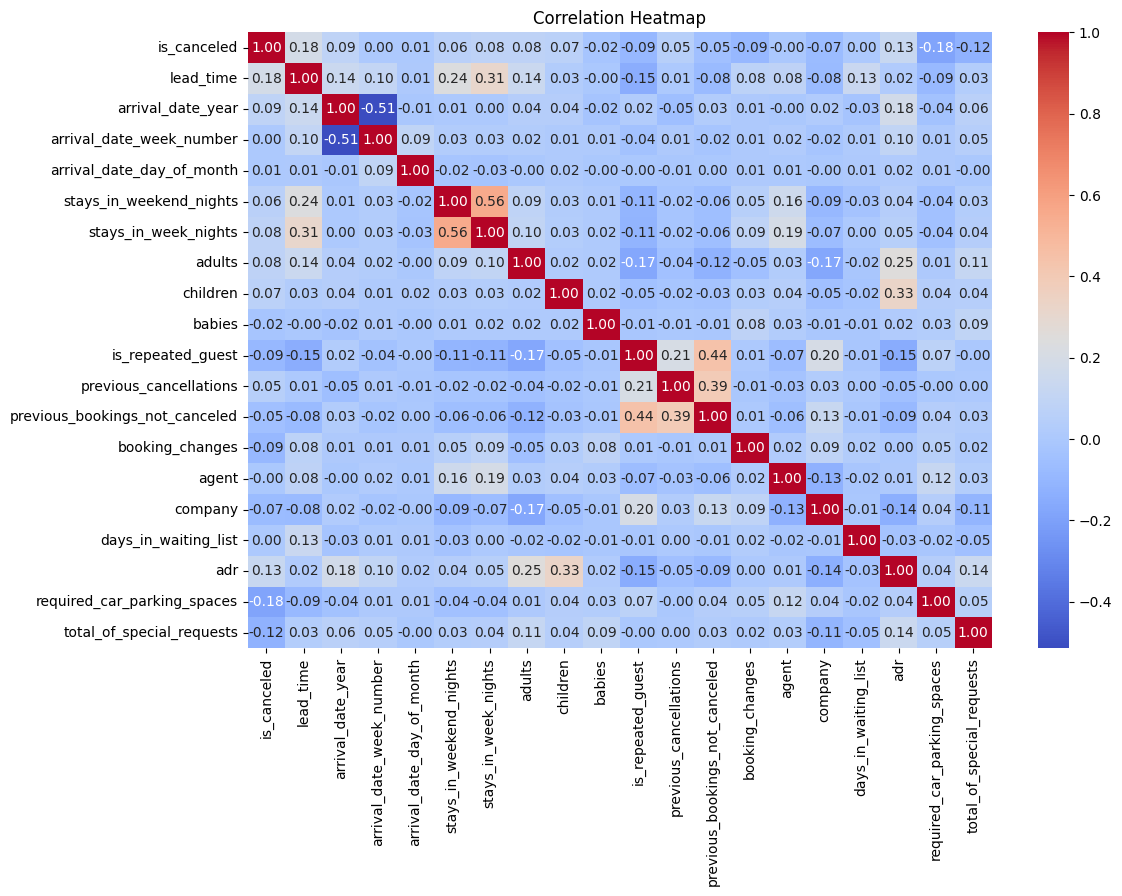 Correlation Heatmap
is_canceled 1.00 0.18 0.09 0.00 0.01 0.06 0.08 0.08 0.07 -0.02 -0.09 0.05 -0.05 -0.09 -0.00 -0.07 0.00 0.13 -0.18 -0.12
lead_time 0.18 1.00 0.14 0.10 0.01 0.24 0.31 0.14 0.03 -0.00 -0.15 0.01 -0.08 0.08 0.08 -0.08 0.13 0.02 -0.09 0.03
arrival_date_year 0.09 0.14 1.00 -0.51 -0.01 0.01 0.00 0.04 0.04 -0.02 0.02 -0.05 0.03 0.01 -0.00 0.02 -0.03 0.18 -0.04 0.06
arrival_date_week_number 0.00 0.10 -0.51 1.00 0.09 0.03 0.03 0.02 0.01 0.01 -0.04 0.01 -0.02 0.01 0.02 -0.02 0.01 0.10 0.01 0.05
arrival_date_day_of_month 0.01 0.01 -0.01 0.09 1.00 -0.02 -0.03 -0.00 0.02 -0.00 -0.00 -0.01 0.00 0.01 0.01 -0.00 0.01 0.02 0.01 -0.00
stays_in_weekend_nights 0.06 0.24 0.01 0.03 -0.02 1.00 0.56 0.09 0.03 0.01 -0.11 -0.02 -0.06 0.05 0.16 -0.09 -0.03 0.04 -0.04 0.03
stays_in_week_nights 0.08 0.31 0.00 0.03 -0.03 0.56 1.00 0.10 0.03 0.02 -0.11 -0.02 -0.06 0.09 0.19 -0.07 0.00 0.05 -0.04 0.04
adults 0.08 0.14 0.04 0.02 -0.00 0.09 0.10 1.00 0.02 0.02 -0.17 -0.04 -0.12 -0.05 0.03 -0.17 -0.02 0.25 0.01 0.11
children 0.07 0.03 0.04 0.01 0.02 0.03 0.03 0.02 1.00 0.02 -0.05 -0.02 -0.03 0.03 0.04 -0.05 -0.02 0.33 0.04 0.04
babies -0.02 -0.00 -0.02 0.01 -0.00 0.01 0.02 0.02 0.02 1.00 -0.01 -0.01 -0.01 0.08 0.03 -0.01 -0.01 0.02 0.03 0.09
is_repeated_guest -0.09 -0.15 0.02 -0.04 -0.00 -0.11 -0.11 -0.17 -0.05 -0.01 1.00 0.21 0.44 0.01 -0.07 0.20 -0.01 -0.15 0.07 -0.00
previous_cancellations 0.05 0.01 -0.05 0.01 -0.01 -0.02 -0.02 -0.04 -0.02 -0.01 0.21 1.00 0.39 -0.01 -0.03 0.03 0.00 -0.05 -0.00 0.00
previous_bookings_not_canceled -0.05 -0.08 0.03 -0.02 0.00 -0.06 -0.06 -0.12 -0.03 -0.01 0.44 0.39 1.00 0.01 -0.06 0.13 -0.01 -0.09 0.04 0.03
booking_changes -0.09 0.08 0.01 0.01 0.01 0.05 0.09 -0.05 0.03 0.08 0.01 -0.01 0.01 1.00 0.02 0.09 0.02 0.00 0.05 0.02
agent -0.00 0.08 -0.00 0.02 0.01 0.16 0.19 0.03 0.04 0.03 -0.07 -0.03 -0.06 0.02 1.00 -0.13 -0.02 0.01 0.12 0.03
company -0.07 -0.08 0.02 -0.02 -0.00 -0.09 -0.07 -0.17 -0.05 -0.01 0.20 0.03 0.13 0.09 -0.13 1.00 -0.01 -0.14 0.04 -0.11
days_in_waiting_list 0.00 0.13 -0.03 0.01 0.01 -0.03 0.00 -0.02 -0.02 -0.01 -0.01 0.00 -0.01 0.02 -0.02 -0.01 1.00 -0.03 -0.02 -0.05
adr 0.13 0.02 0.18 0.10 0.02 0.04 0.05 0.25 0.33 0.02 -0.15 -0.05 -0.09 0.00 0.01 -0.14 -0.03 1.00 0.04 0.14
required_car_parking_spaces -0.18 -0.09 -0.04 0.01 0.01 -0.04 -0.04 0.01 0.04 0.03 0.07 -0.00 0.04 0.05 0.12 0.04 -0.02 0.04 1.00 0.05
total_of_special_requests -0.12 0.03 0.06 0.05 -0.00 0.03 0.04 0.11 0.04 0.09 -0.00 0.00 0.03 0.02 0.03 -0.11 -0.05 0.14 0.05 1.00
is_canceled
lead_time
arrival_date_year
arrival_date_week_number
arrival_date_day_of_month
stays_in_weekend_nights
stays_in_week_nights
adults
children
babies
is_repeated_guest
previous_cancellations
previous_bookings_not_canceled
booking_changes
agent
company
days_in_waiting_list
adr
required_car_parking_spaces
total_of_special_requests
1.0
0.8
0.6
0.4
0.2
0.0
−0.2
−0.4